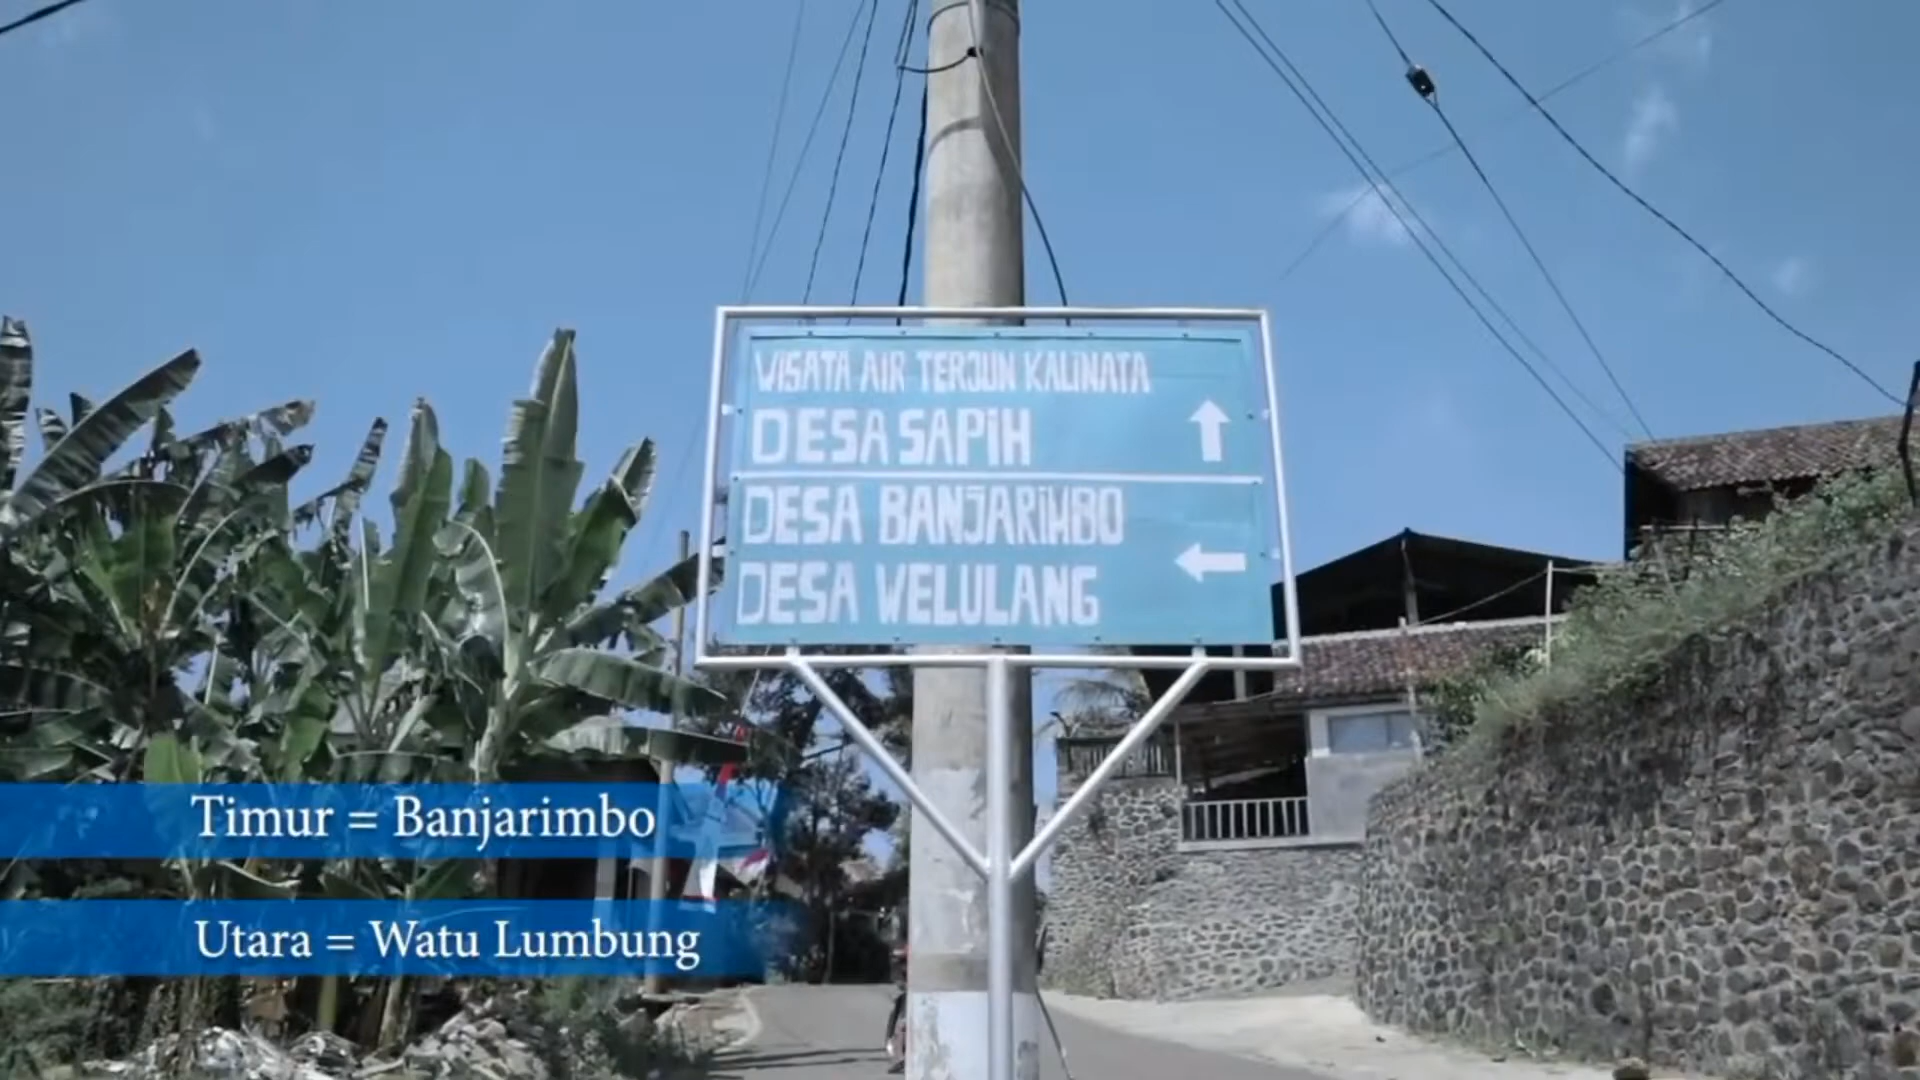 WISATA AIR TERJUN KALiNATA
DESA SAPiH
DESA BANJARiMBO
DESA WELULANG
Timur = Banjarimbo
Utara = Watu Lumbung